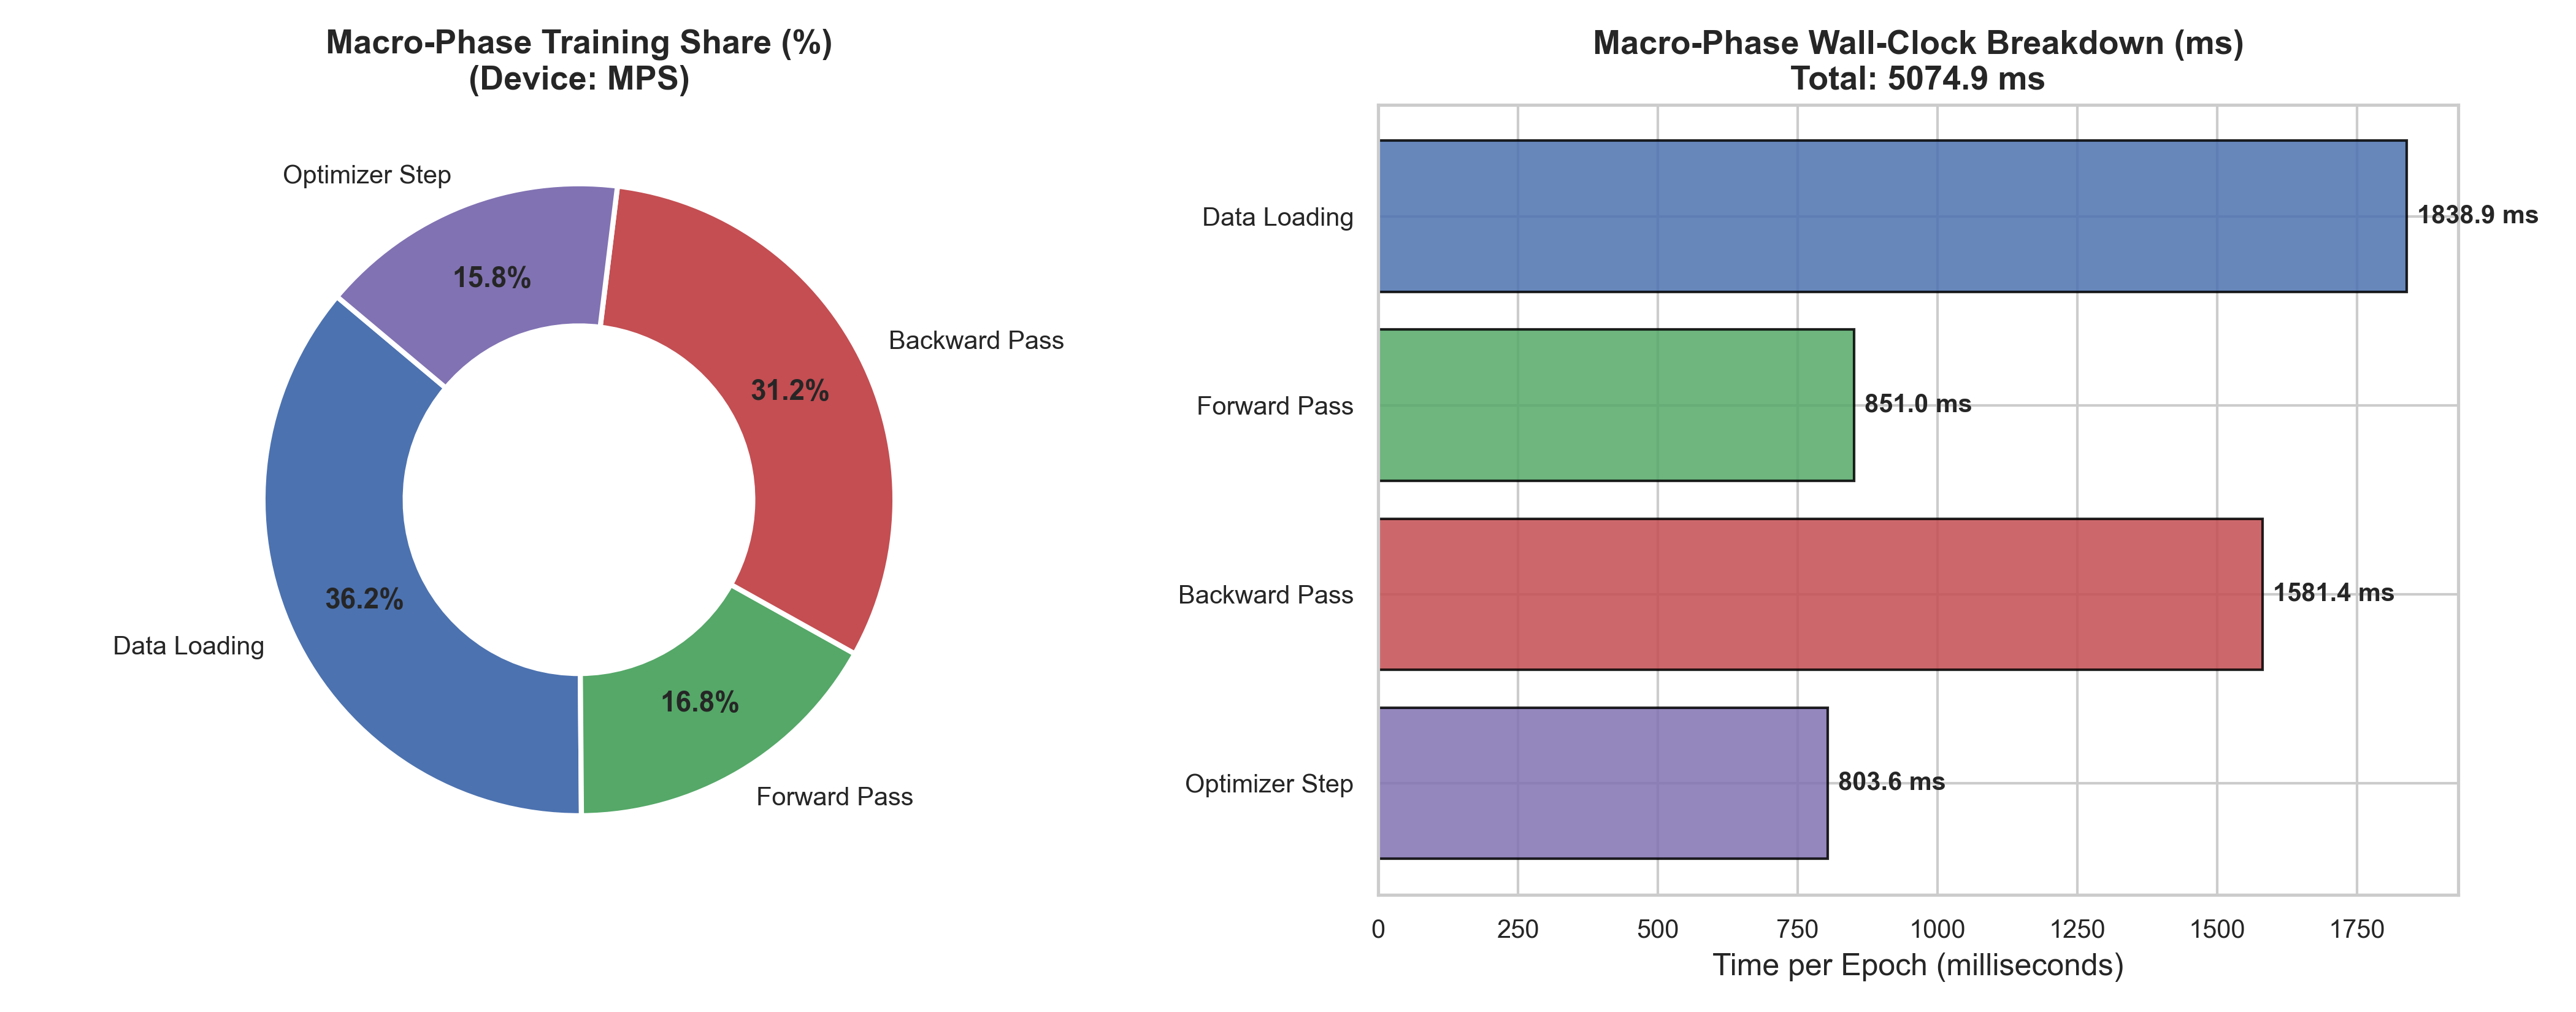 Macro-Phase Training Share (%)
(Device: MPS)
Optimizer Step
15.8%
Backward Pass
31.2%
36.2%
Data Loading
16.8%
Forward Pass
Macro-Phase Wall-Clock Breakdown (ms)
Total: 5074.9 ms
Data Loading
1838.9 ms
Forward Pass
851.0 ms
Backward Pass
1581.4 ms
Optimizer Step
803.6 ms
0 250 500 750 1000 1250 1500 1750
Time per Epoch (milliseconds)